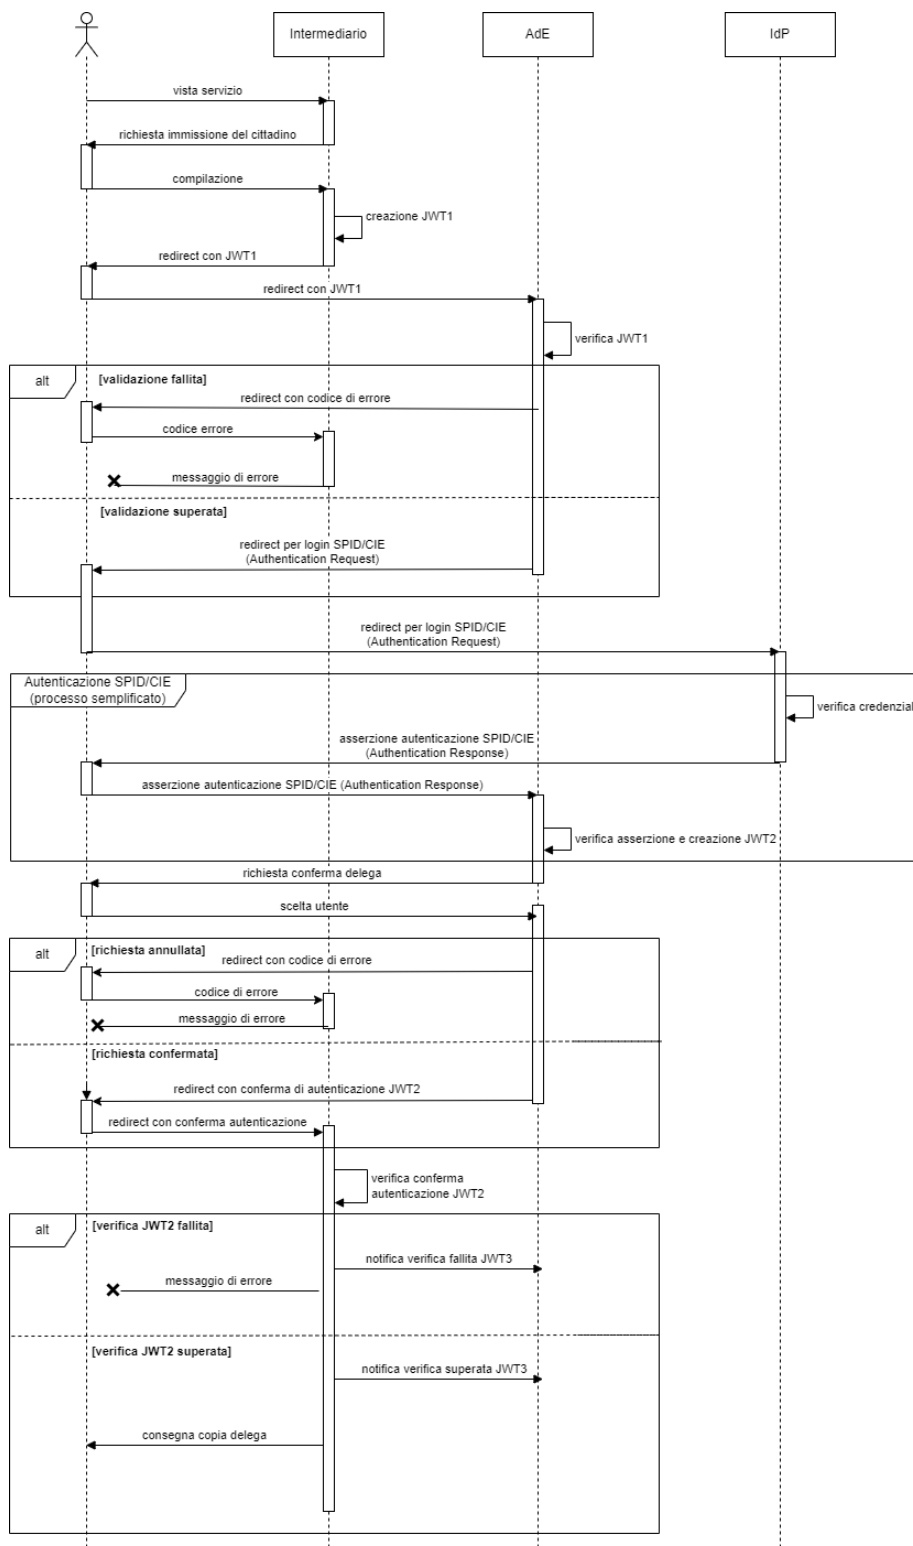 Intermediario
AdE
IdP
vista servizio
richiesta immissione del cittadino
compilazione
creazione JWT1
redirect con JWT1
redirect con JWT1
verifica JWT1
alt
[validazione fallita]
redirect con codice di errore
codice errore
messaggio di errore
[validazione superata]
redirect per login SPID/CIE
(Authentication Request)
redirect per login SPID/CIE
(Authentication Request)
Autenticazione SPID/CIE
(processo semplificato)
verifica credenzial
asserzione autenticazione SPID/CIE
(Authentication Response)
asserzione autenticazione SPID/CIE (Authentication Response)
verifica asserzione e creazione JWT2
richiesta conferma delega
scelta utente
alt
[richiesta annullata]
redirect con codice di errore
codice di errore
messaggio di errore
[richiesta confermata]
redirect con conferma di autenticazione JWT2
redirect con conferma autenticazione
verifica conferma
autenticazione JWT2
alt
[verifica JWT2 fallita]
notifica verifica fallita JWT3
messaggio di errore
[verifica JWT2 superata]
notifica verifica superata JWT3
consegna copia delega